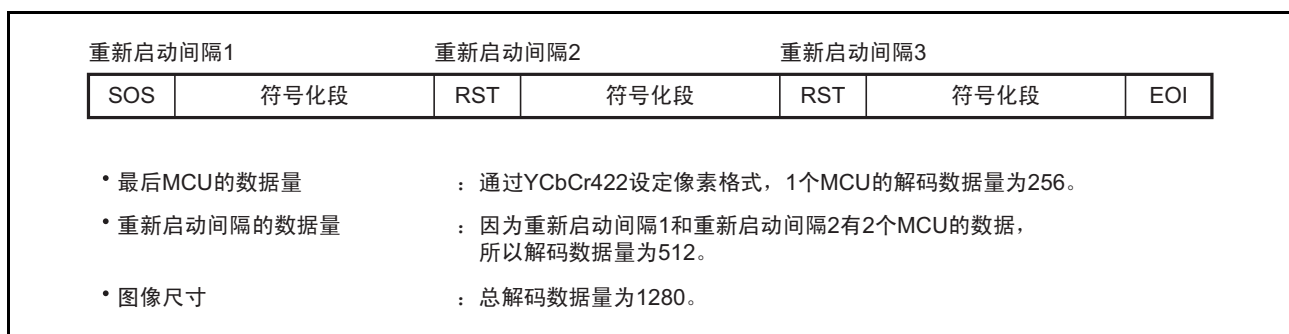 重新启动间隔1 重新启动间隔2 重新启动间隔3
SOS 符号化段 RST 符号化段 RST 符号化段 EOI
・最后MCU的数据量 ：通过YCbCr422设定像素格式，1个MCU的解码数据量为256。
・重新启动间隔的数据量 ：因为重新启动间隔1和重新启动间隔2有2个MCU的数据，
所以解码数据量为512。
・图像尺寸 ：总解码数据量为1280。